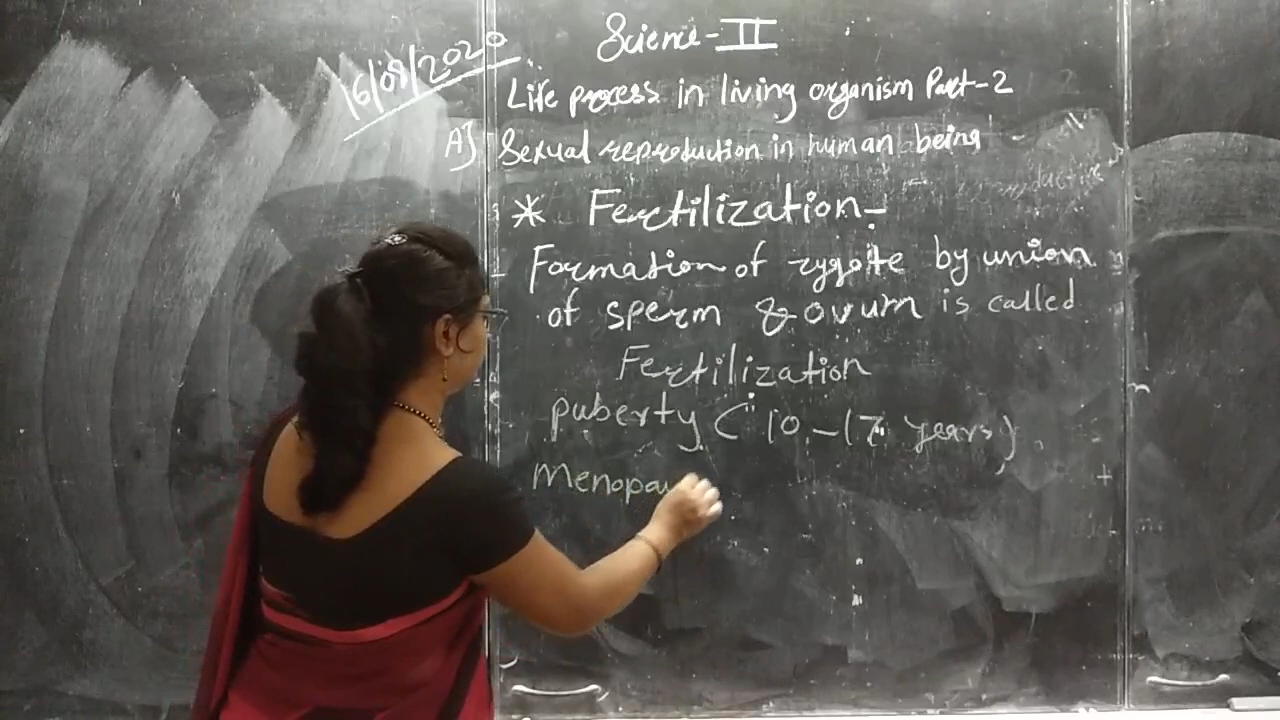 Science-II
16/09/2020
Life process in living organism Part-2
A] Sexual reproduction in human being
* Fertilization-
- Formation of zygote by union
of sperm & ovum is called
Fertilization
puberty (10-17 years)
Menopau